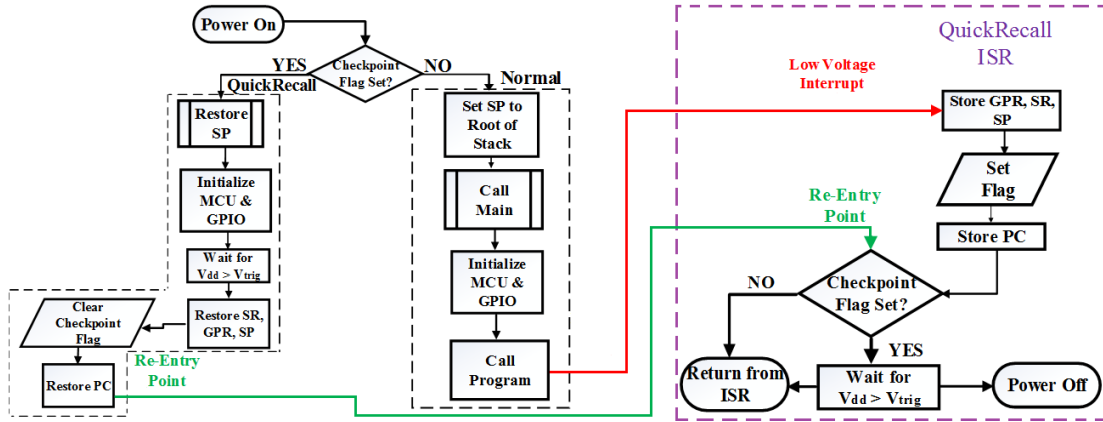 Power On
Checkpoint
Flag Set?
YES
NO
QuickRecall
Normal
Restore
SP
Initialize
MCU &
GPIO
Wait for
Vdd > Vtrig
Restore SR,
GPR, SP
Clear
Checkpoint
Flag
Restore PC
Re-Entry
Point
Set SP to
Root of
Stack
Call
Main
Initialize
MCU &
GPIO
Call
Program
Low Voltage
Interrupt
Re-Entry
Point
QuickRecall
ISR
Store GPR, SR,
SP
Set
Flag
Store PC
Checkpoint
Flag Set?
NO
YES
Return from
ISR
Wait for
Vdd > Vtrig
Power Off